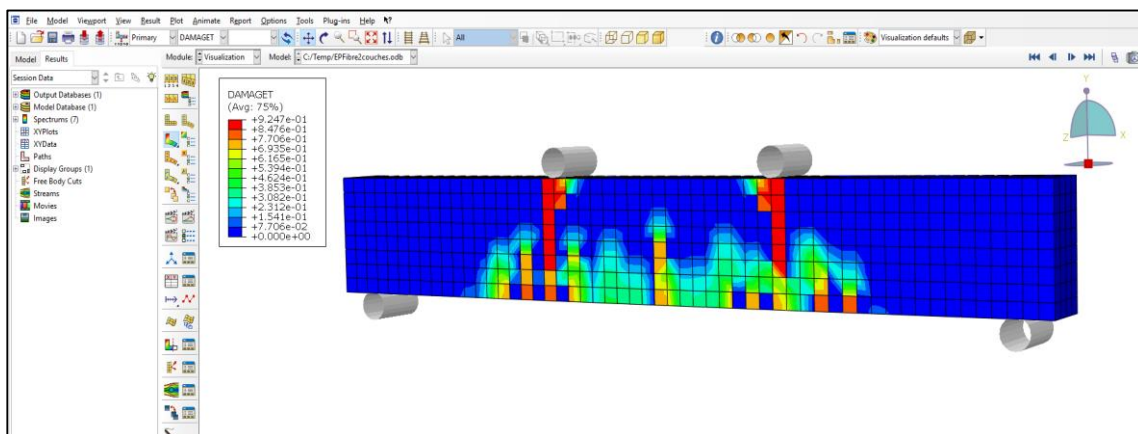 File Model Viewport View Result Plot Animate Report Options Tools Plug-ins Help
Primary DAMAGET All Visualization defaults
Model Results
Module: Visualization Model: C:/Temp/EPFibre2couches.odb
Session Data
Output Databases (1)
Model Database (1)
Spectrums (7)
XYPlots
XYData
Paths
Display Groups (1)
Free Body Cuts
Streams
Movies
Images
DAMAGET
(Avg: 75%)
+9.247e-01
+8.476e-01
+7.706e-01
+6.935e-01
+6.165e-01
+5.394e-01
+4.624e-01
+3.853e-01
+3.082e-01
+2.312e-01
+1.541e-01
+7.706e-02
+0.000e+00
Y
Z X